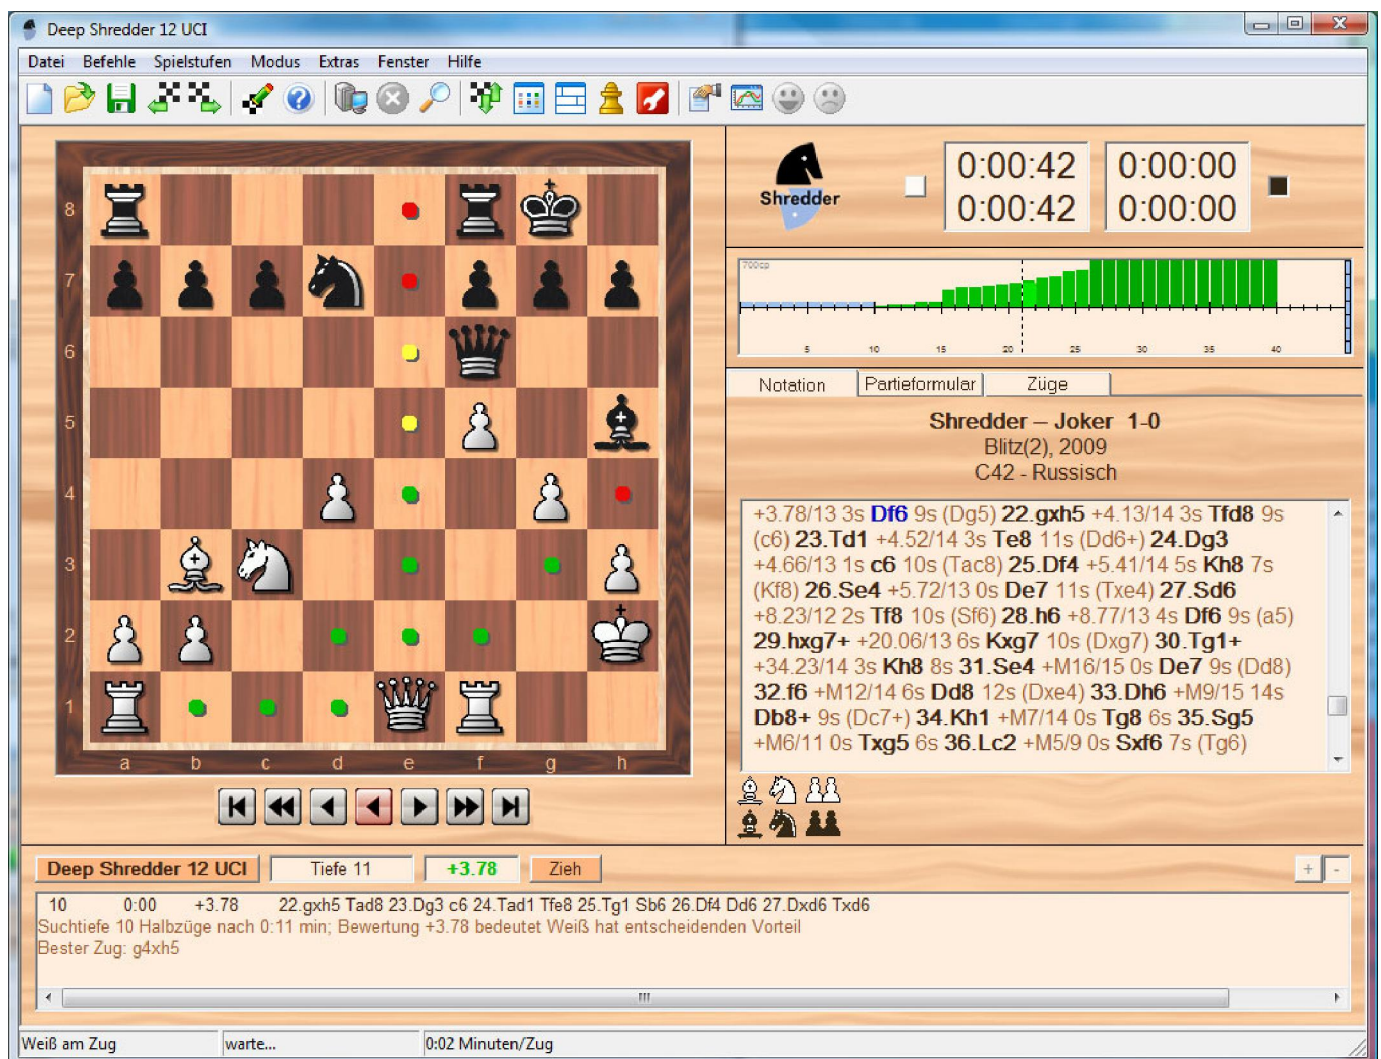 Deep Shredder 12 UCI
Datei Befehle Spielstufen Modus Extras Fenster Hilfe
8
7
6
5
4
3
2
1
a b c d e f g h
Shredder
0:00:42 0:00:00
0:00:42 0:00:00
700cp
5 10 15 20 25 30 35 40
Notation Partieformular Züge
Shredder – Joker 1-0
Blitz(2), 2009
C42 - Russisch
+3.78/13 3s Df6 9s (Dg5) 22.gxh5 +4.13/14 3s Tfd8 9s
(c6) 23.Td1 +4.52/14 3s Te8 11s (Dd6+) 24.Dg3
+4.66/13 1s c6 10s (Tac8) 25.Df4 +5.41/14 5s Kh8 7s
(Kf8) 26.Se4 +5.72/13 0s De7 11s (Txe4) 27.Sd6
+8.23/12 2s Tf8 10s (Sf6) 28.h6 +8.77/13 4s Df6 9s (a5)
29.hxg7+ +20.06/13 6s Kxg7 10s (Dxg7) 30.Tg1+
+34.23/14 3s Kh8 8s 31.Se4 +M16/15 0s De7 9s (Dd8)
32.f6 +M12/14 6s Dd8 12s (Dxe4) 33.Dh6 +M9/15 14s
Db8+ 9s (Dc7+) 34.Kh1 +M7/14 0s Tg8 6s 35.Sg5
+M6/11 0s Txg5 6s 36.Lc2 +M5/9 0s Sxf6 7s (Tg6)
Deep Shredder 12 UCI Tiefe 11 +3.78 Zieh + -
10 0:00 +3.78 22.gxh5 Tad8 23.Dg3 c6 24.Tad1 Tfe8 25.Tg1 Sb6 26.Df4 Dd6 27.Dxd6 Txd6
Suchtiefe 10 Halbzüge nach 0:11 min; Bewertung +3.78 bedeutet Weiß hat entscheidenden Vorteil
Bester Zug: g4xh5
Weiß am Zug warte... 0:02 Minuten/Zug